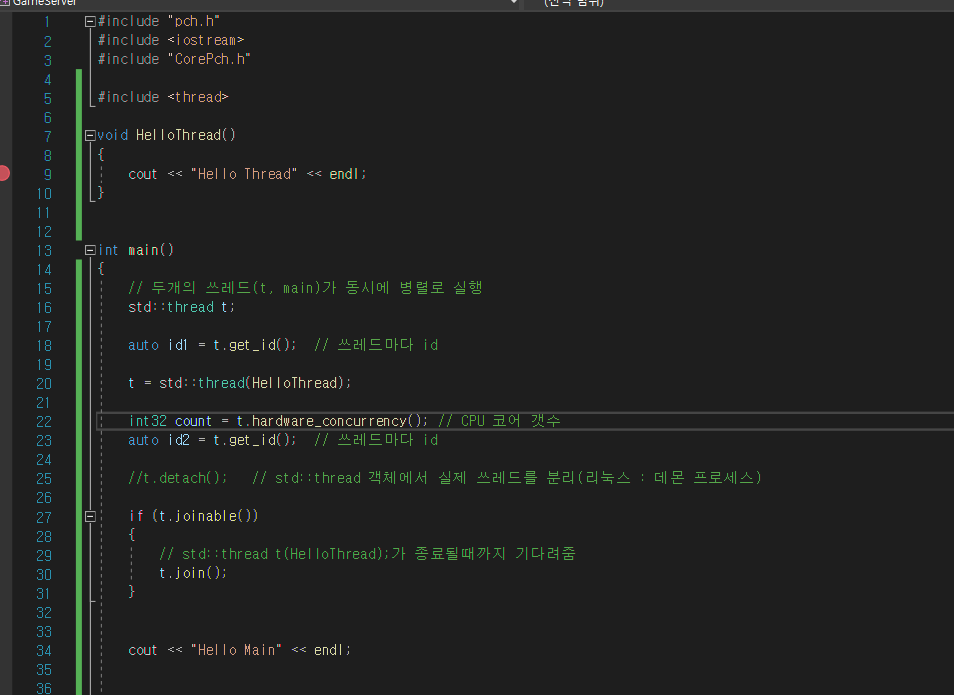 GameServer (전역 범위)
1 #include "pch.h"
2 #include <iostream>
3 #include "CorePch.h"
4
5 #include <thread>
6
7 void HelloThread()
8 {
9 cout << "Hello Thread" << endl;
10 }
11
12
13 int main()
14 {
15 // 두개의 쓰레드(t, main)가 동시에 병렬로 실행
16 std::thread t;
17
18 auto id1 = t.get_id(); // 쓰레드마다 id
19
20 t = std::thread(HelloThread);
21
22 int32 count = t.hardware_concurrency(); // CPU 코어 갯수
23 auto id2 = t.get_id(); // 쓰레드마다 id
24
25 //t.detach(); // std::thread 객체에서 실제 쓰레드를 분리(리눅스 : 데몬 프로세스)
26
27 if (t.joinable())
28 {
29 // std::thread t(HelloThread);가 종료될때까지 기다려줌
30 t.join();
31 }
32
33
34 cout << "Hello Main" << endl;
35
36